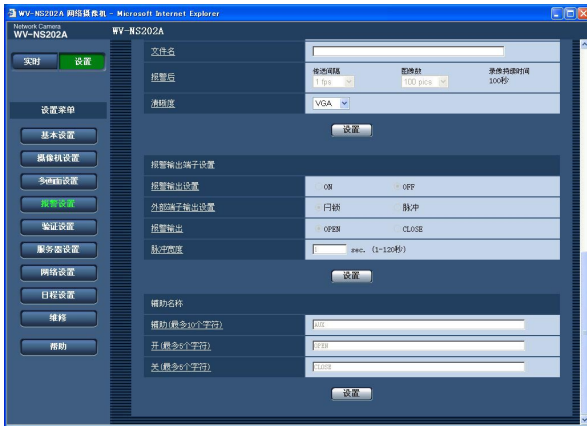 WV-NS202A 网络摄像机 - Microsoft Internet Explorer
Network Camera
WV-NS202A
WV-NS202A
实时
设置
设置菜单
基本设置
摄像机设置
多画面设置
报警设置
验证设置
服务器设置
网络设置
日程设置
维修
帮助
文件名
报警后
传送间隔
图像数
录像持续时间
1 fps
100 pics
100秒
清晰度
VGA
设置
报警输出端子设置
报警输出设置
ON
OFF
外部端子输出设置
闩锁
脉冲
报警输出
OPEN
CLOSE
脉冲宽度
1
sec. (1-120秒)
设置
辅助名称
辅助(最多10个字符)
AUX
开(最多5个字符)
OPEN
关(最多5个字符)
CLOSE
设置